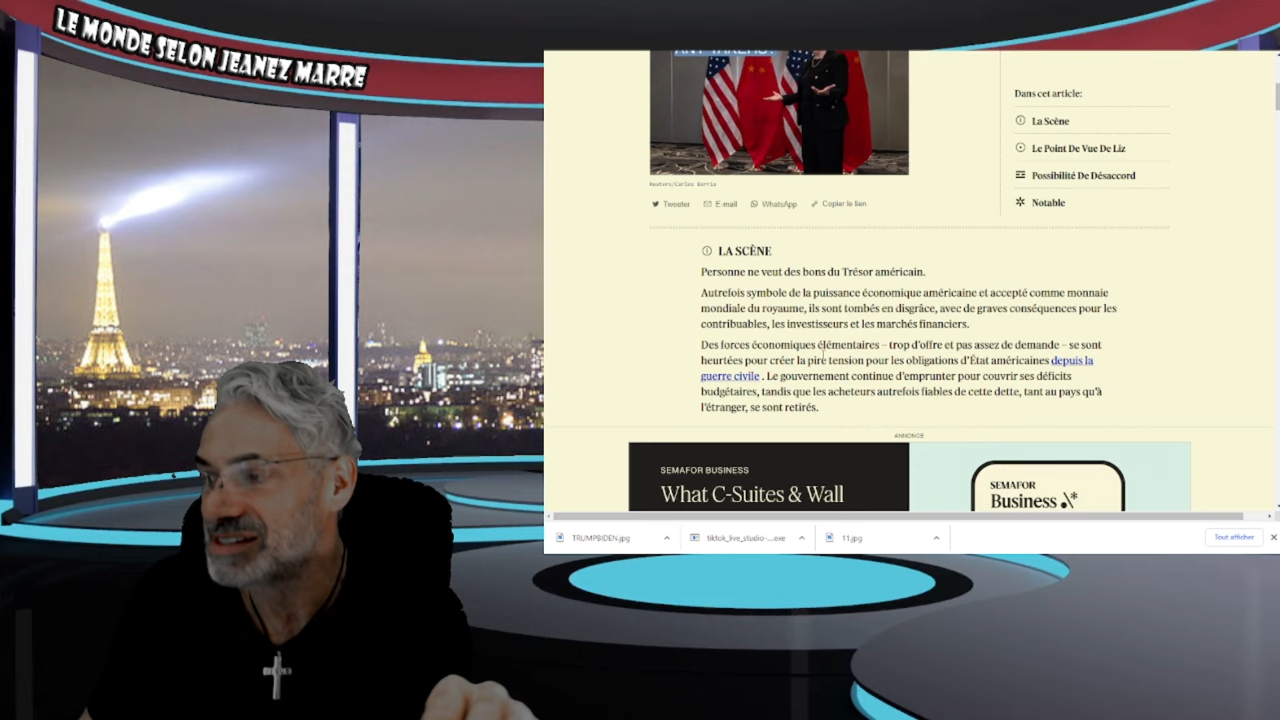 LE MONDE SELON JEANEZ MARRE
Dans cet article:
La Scène
Le Point De Vue De Liz
Possibilité De Désaccord
Notable
Reuters/Carlos Barria
Tweeter E-mail WhatsApp Copier le lien
LA SCÈNE
Personne ne veut des bons du Trésor américain.
Autrefois symbole de la puissance économique américaine et accepté comme monnaie
mondiale du royaume, ils sont tombés en disgrâce, avec de graves conséquences pour les
contribuables, les investisseurs et les marchés financiers.
Des forces économiques élémentaires – trop d'offre et pas assez de demande – se sont
heurtées pour créer la pire tension pour les obligations d'État américaines depuis la
guerre civile . Le gouvernement continue d'emprunter pour couvrir ses déficits
budgétaires, tandis que les acheteurs autrefois fiables de cette dette, tant au pays qu'à
l'étranger, se sont retirés.
ANNONCE
SEMAFOR BUSINESS
What C-Suites & Wall
SEMAFOR
Business
TRUMPBIDEN.jpg
tiktok_live_studio-....exe
11.jpg
Tout afficher